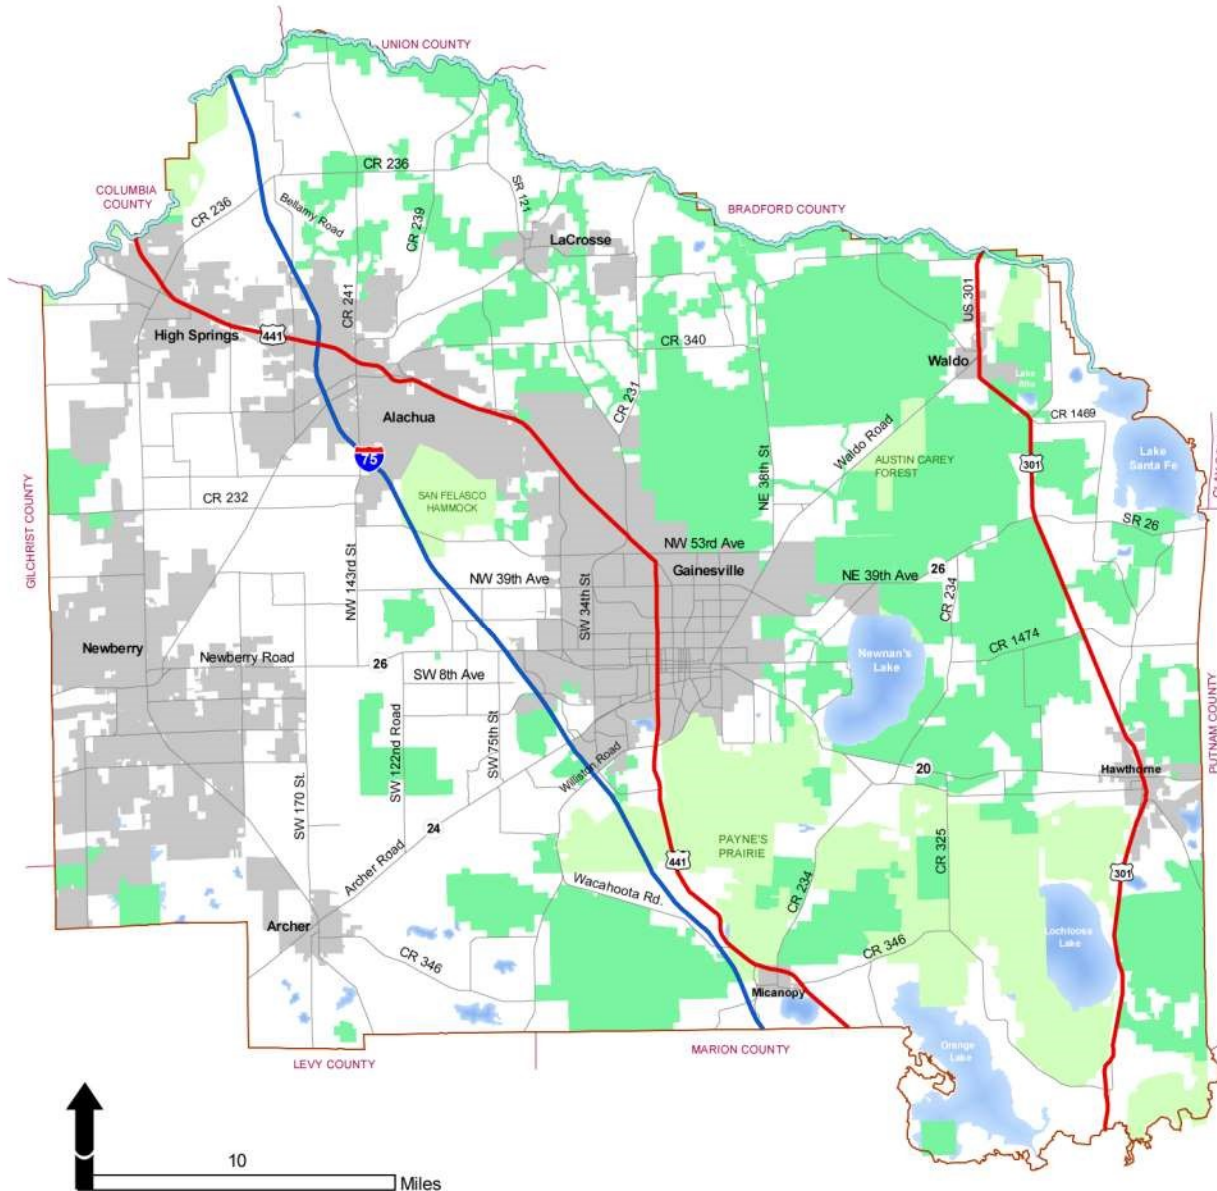 UNION COUNTY
CR 236
COLUMBIA
COUNTY
CR 236
Bellamy Road
CR 239
SR 121
BRADFORD COUNTY
LaCrosse
CR 241
US 301
High Springs
441
CR 340
Waldo
CR 231
CR 1469
Alachua
Waldo Road
75
NE 38th St
AUSTIN CAREY
FOREST
301
Lake
Santa Fe
GILCHRIST COUNTY
CR 232
SAN FELASCO
HAMMOCK
SR 26
NW 143rd St
NW 53rd Ave
NW 39th Ave
SW 34th St
Gainesville
NE 39th Ave
26
CR 234
Newberry
Newberry Road
26
SW 8th Ave
Newnan's
Lake
CR 1474
PUTNAM COUNTY
SW 122nd Road
SW 75th St
Williston Road
SW 170 St.
20
Hawthorne
24
Archer Road
PAYNE'S
PRAIRIE
441
CR 325
301
Wacahoota Rd.
CR 234
Archer
Lochloosa
Lake
CR 346
CR 346
Micanopy
Orange
Lake
LEVY COUNTY
MARION COUNTY
10
Miles